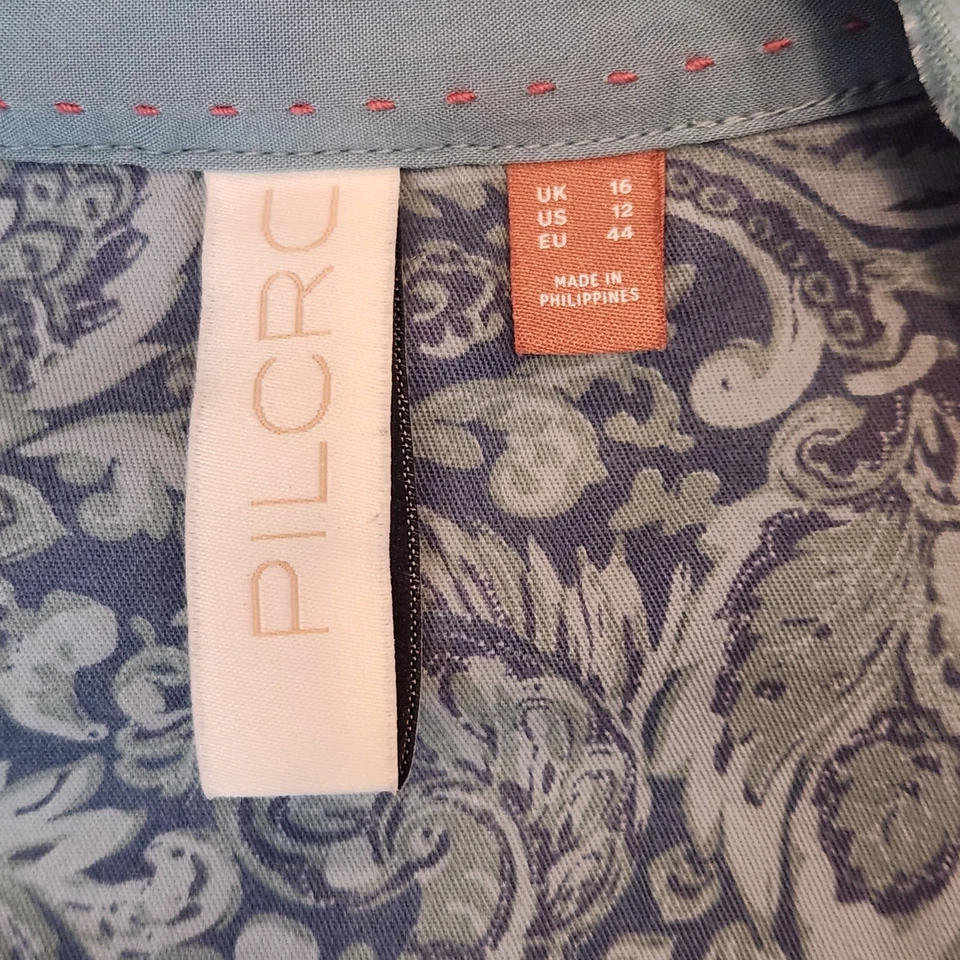 PILCRO
UK 16
US 12
EU 44
MADE IN
PHILIPPINES